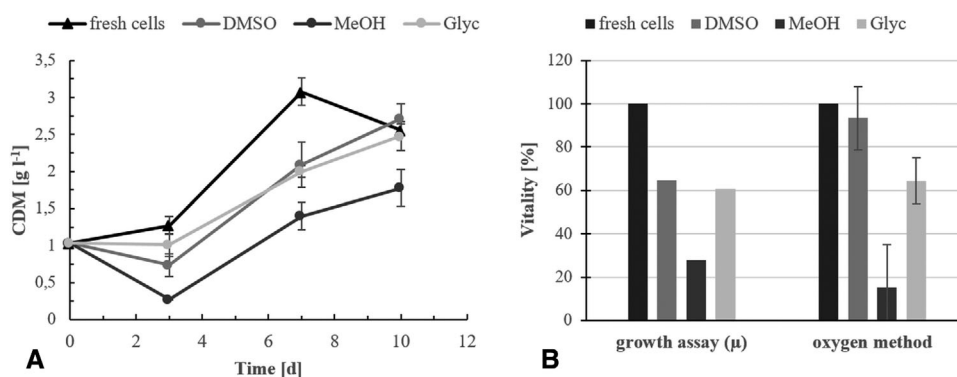 fresh cells DMSO MeOH Glyc
3,5
3
2,5
2
1,5
1
0,5
0
CDM [g l⁻¹]
0 2 4 6 8 10 12
Time [d]
A
fresh cells DMSO MeOH Glyc
120
100
80
60
40
20
0
Vitality [%]
growth assay (µ) oxygen method
B